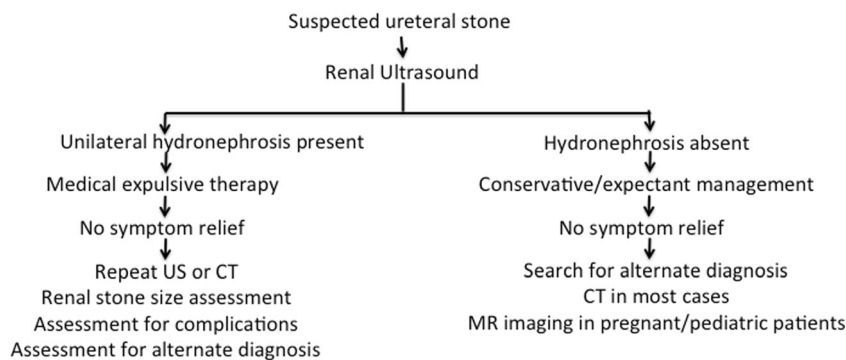 Suspected ureteral stone
Renal Ultrasound
Unilateral hydronephrosis present
Medical expulsive therapy
No symptom relief
Repeat US or CT
Renal stone size assessment
Assessment for complications
Assessment for alternate diagnosis
Hydronephrosis absent
Conservative/expectant management
No symptom relief
Search for alternate diagnosis
CT in most cases
MR imaging in pregnant/pediatric patients